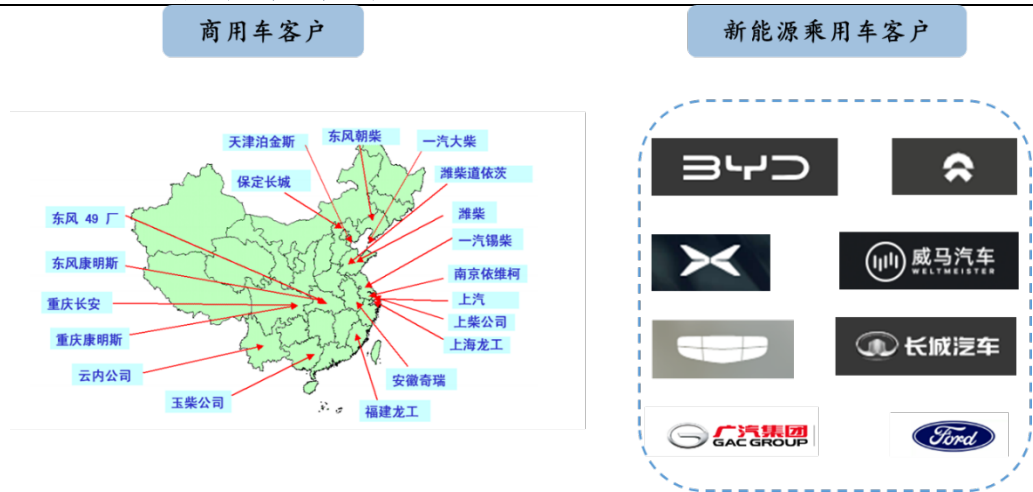 商用车客户
新能源乘用车客户
天津泊金斯
东风朝柴
一汽大柴
保定长城
潍柴道依茨
东风 49 厂
潍柴
一汽锡柴
东风康明斯
南京依维柯
重庆长安
上汽
上柴公司
重庆康明斯
上海龙工
云内公司
安徽奇瑞
玉柴公司
福建龙工
BYD
威马汽车
WELTMEISTER
长城汽车
广汽集团
GAC GROUP
Ford